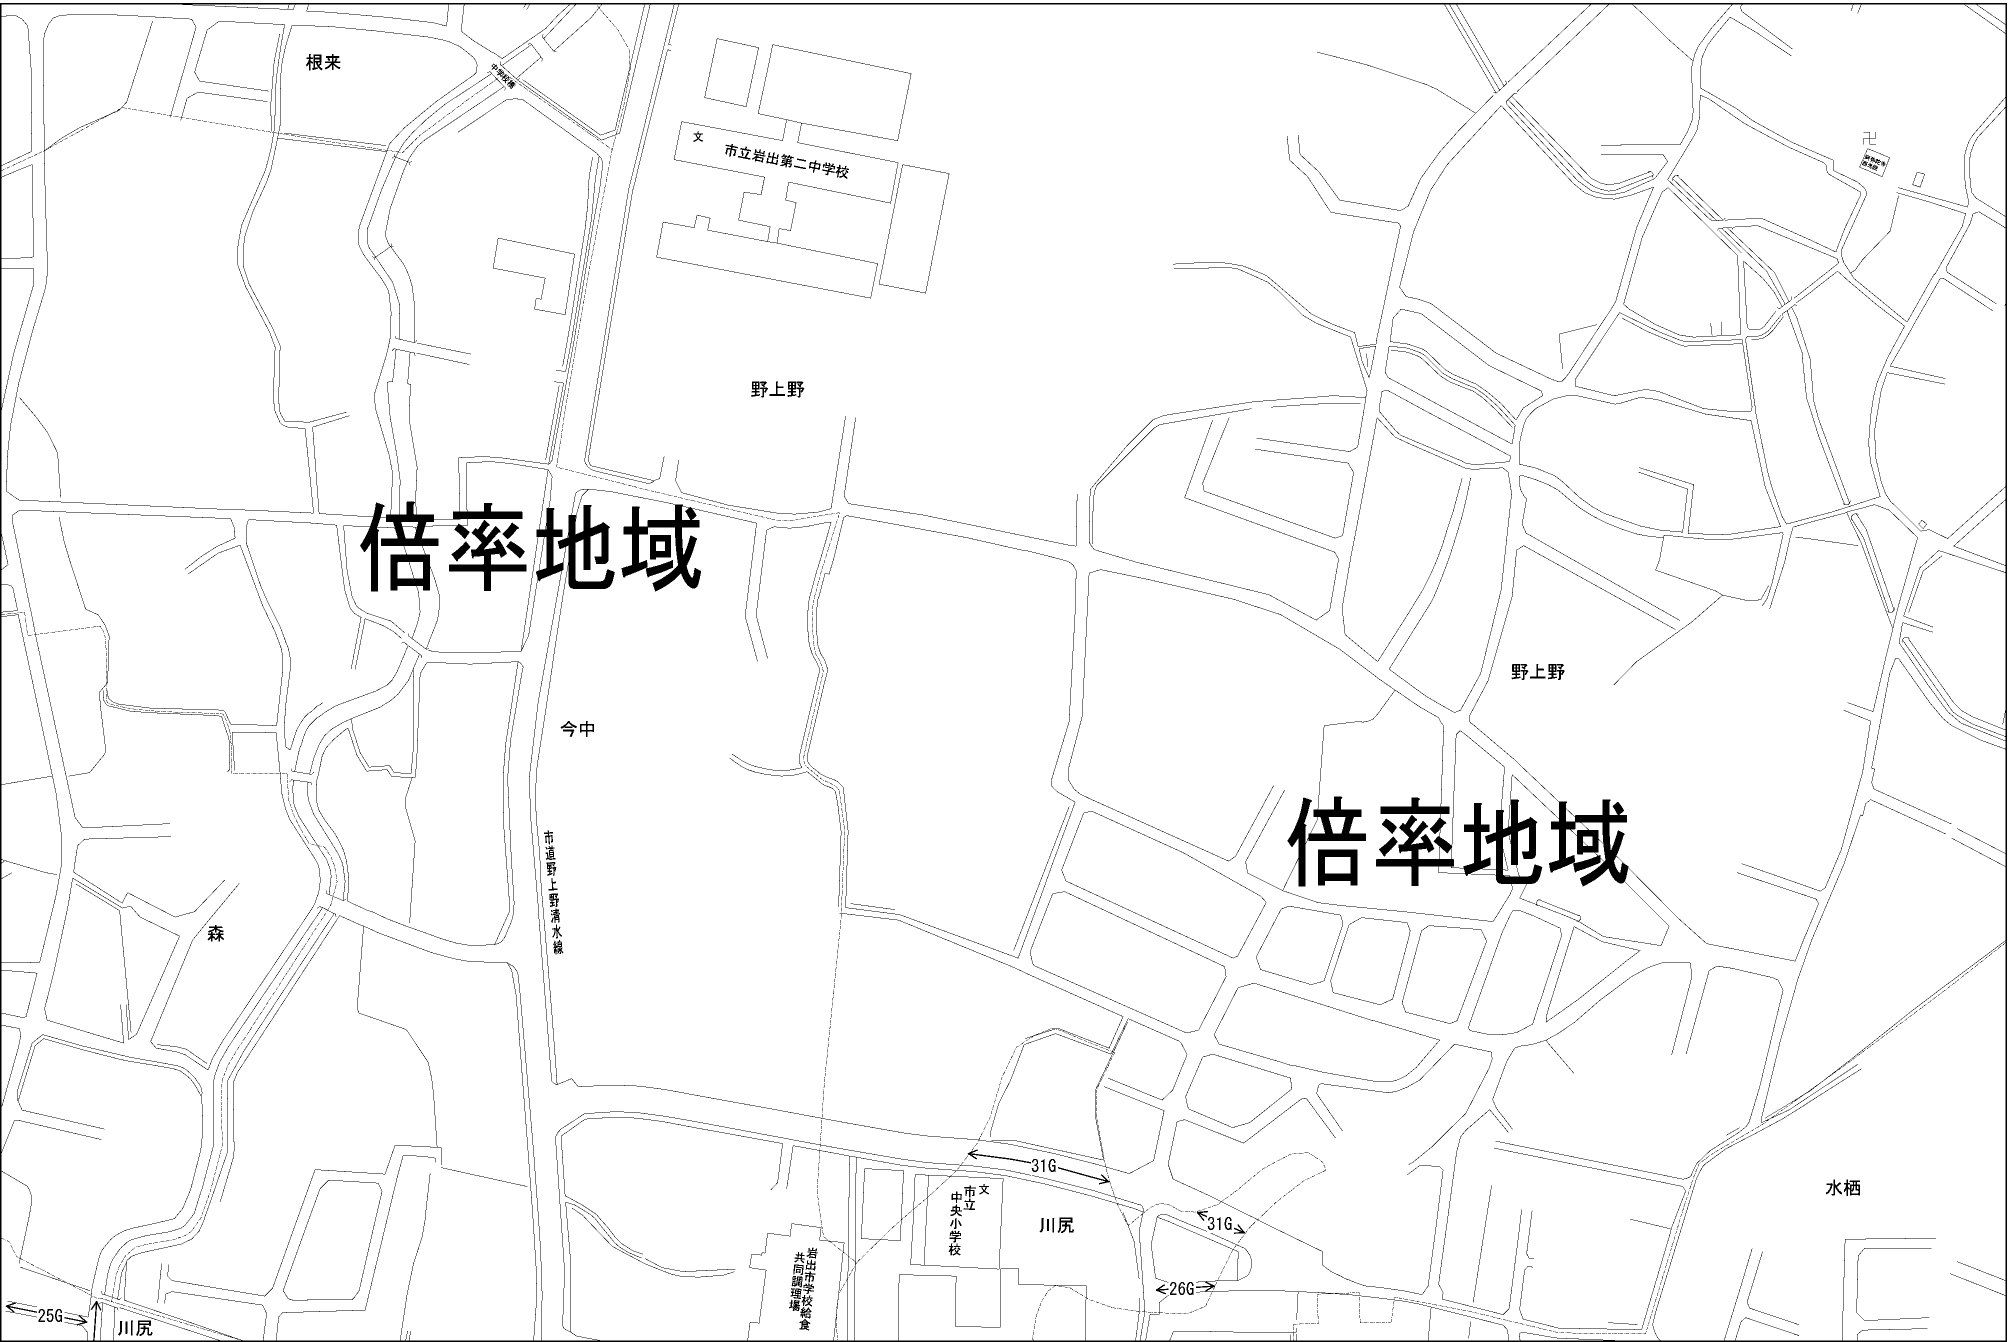 根来
中学校橋
文
市立岩出第二中学校
卍
野上野
倍率地域
野上野
今中
倍率地域
市道野上野清水線
森
31G
文
市立
中央小学校
川尻
31G
水栖
岩出市学校給食
共同調理場
26G
25G
川尻